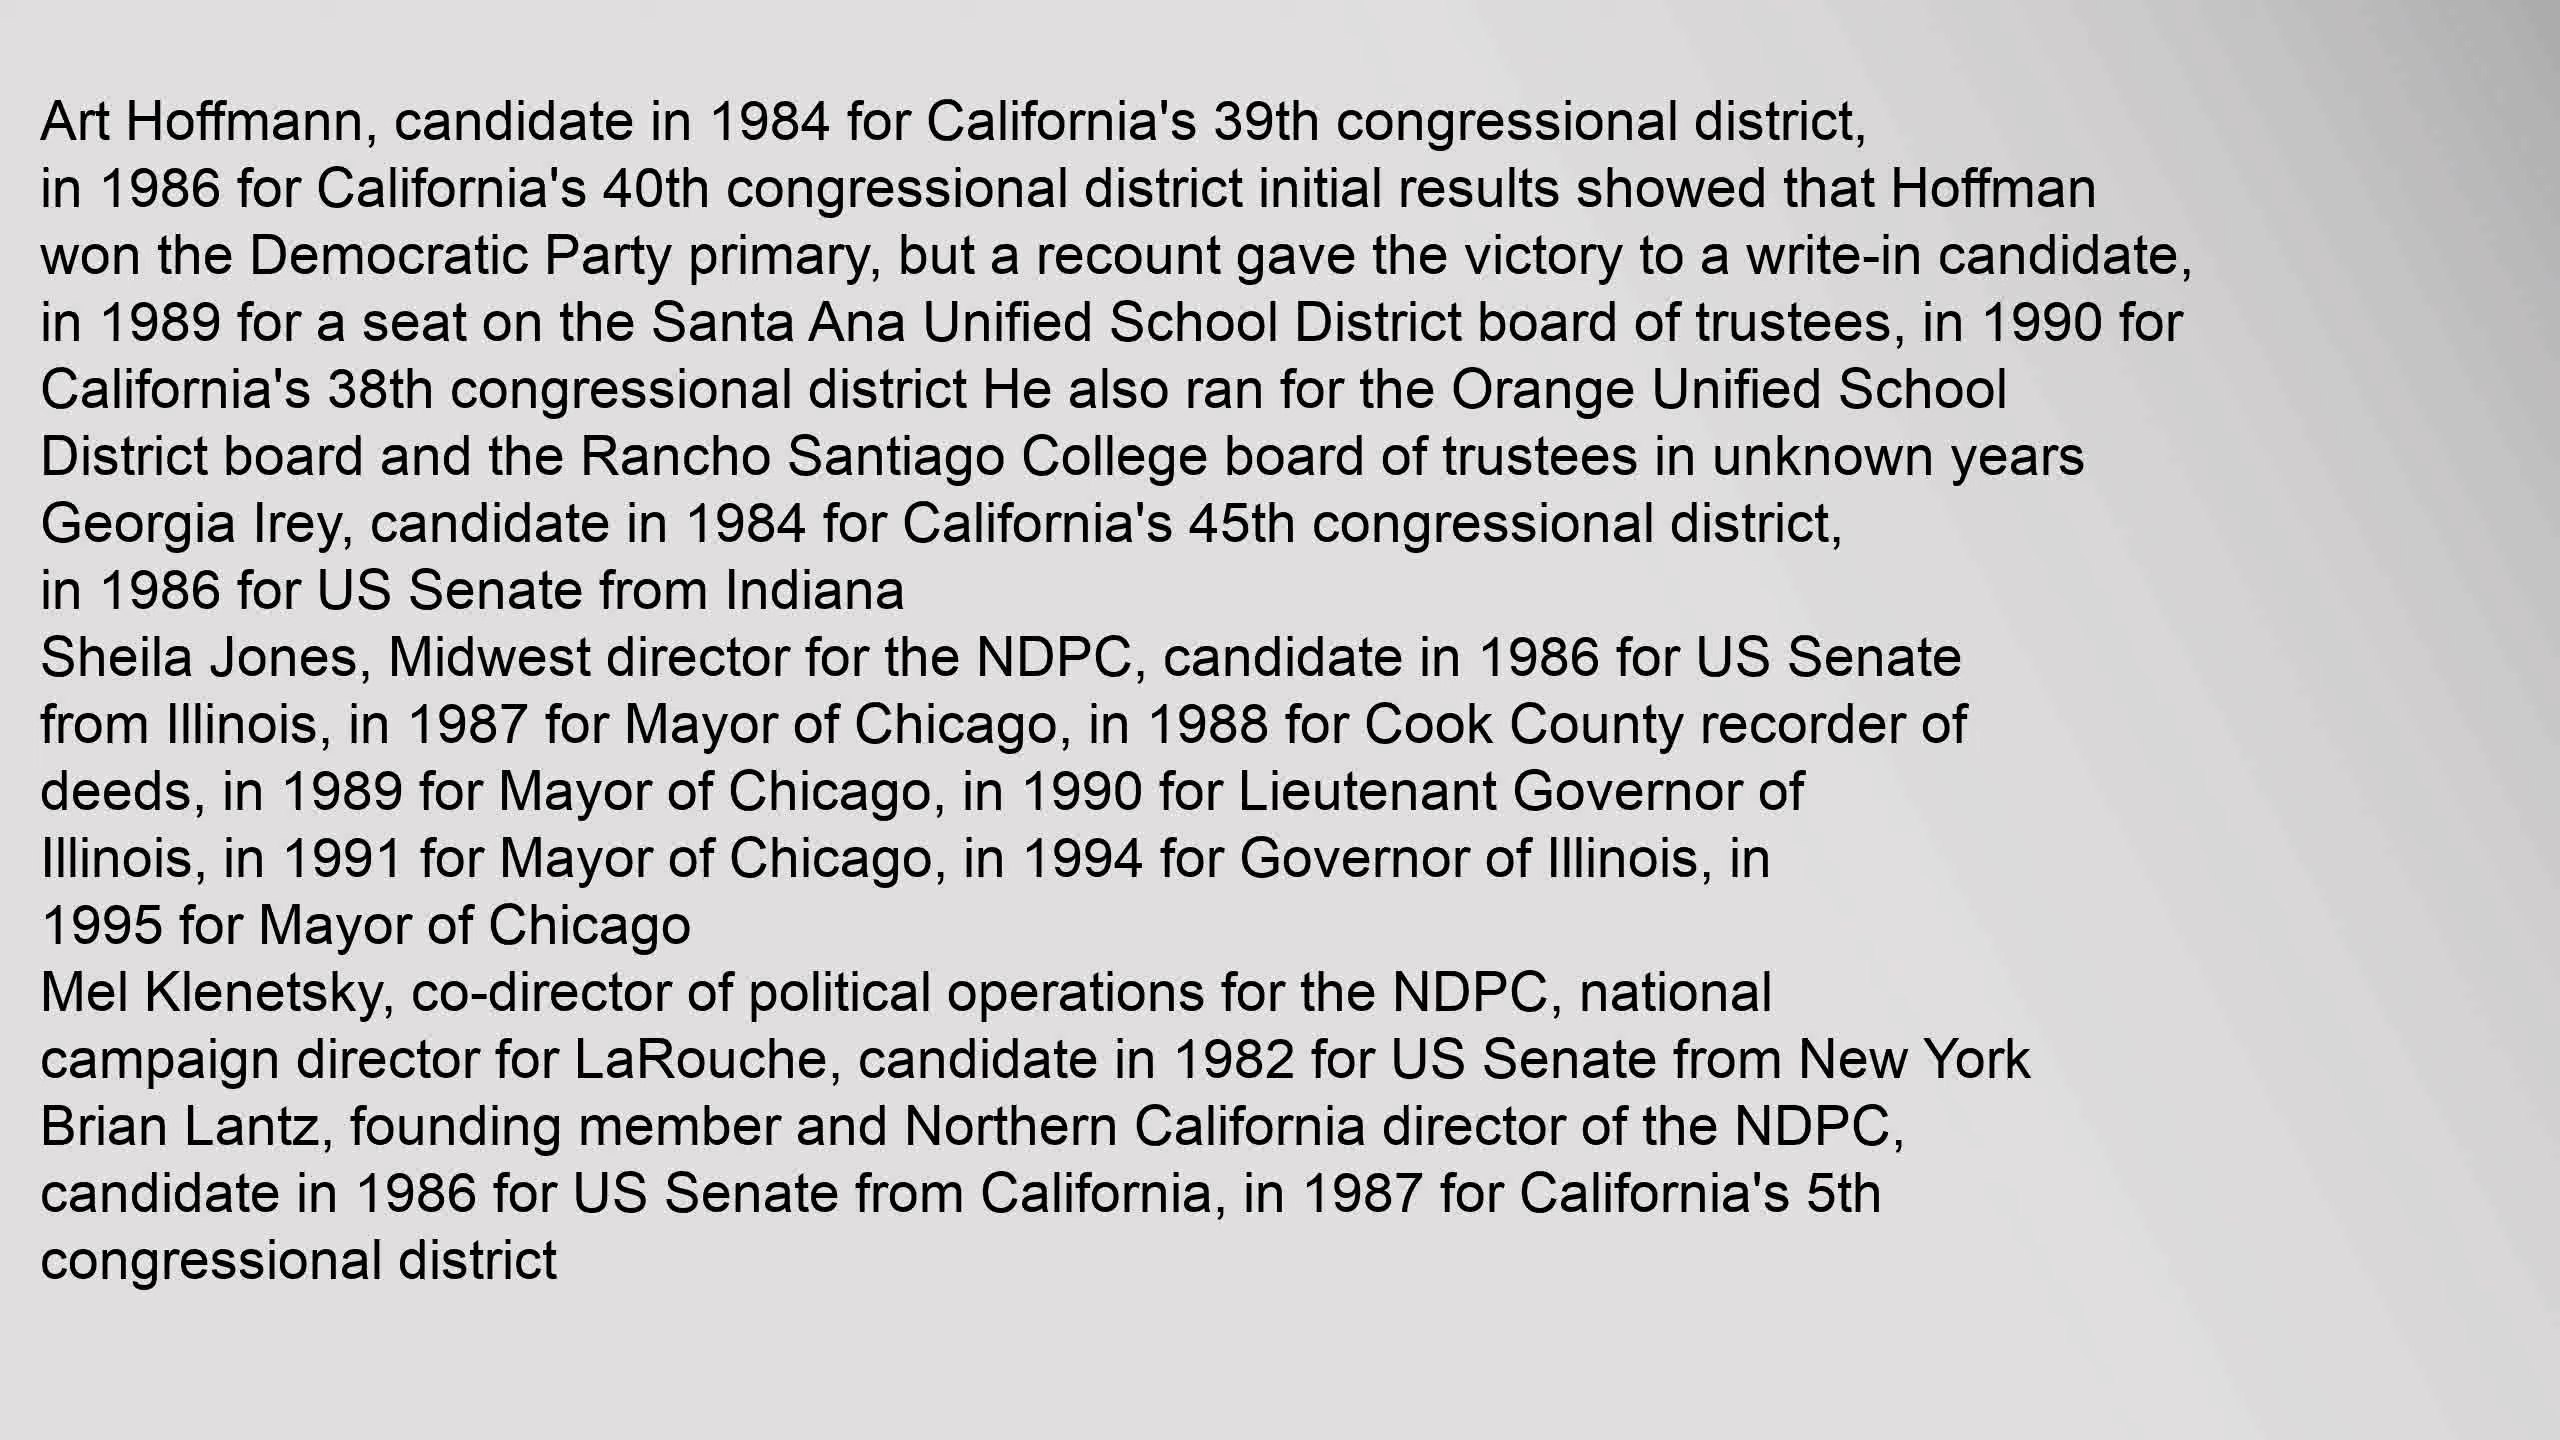 Art Hoffmann, candidate in 1984 for California's 39th congressional district,
in 1986 for California's 40th congressional district initial results showed that Hoffman
won the Democratic Party primary, but a recount gave the victory to a write-in candidate,
in 1989 for a seat on the Santa Ana Unified School District board of trustees, in 1990 for
California's 38th congressional district He also ran for the Orange Unified School
District board and the Rancho Santiago College board of trustees in unknown years
Georgia Irey, candidate in 1984 for California's 45th congressional district,
in 1986 for US Senate from Indiana
Sheila Jones, Midwest director for the NDPC, candidate in 1986 for US Senate
from Illinois, in 1987 for Mayor of Chicago, in 1988 for Cook County recorder of
deeds, in 1989 for Mayor of Chicago, in 1990 for Lieutenant Governor of
Illinois, in 1991 for Mayor of Chicago, in 1994 for Governor of Illinois, in
1995 for Mayor of Chicago
Mel Klenetsky, co-director of political operations for the NDPC, national
campaign director for LaRouche, candidate in 1982 for US Senate from New York
Brian Lantz, founding member and Northern California director of the NDPC,
candidate in 1986 for US Senate from California, in 1987 for California's 5th
congressional district